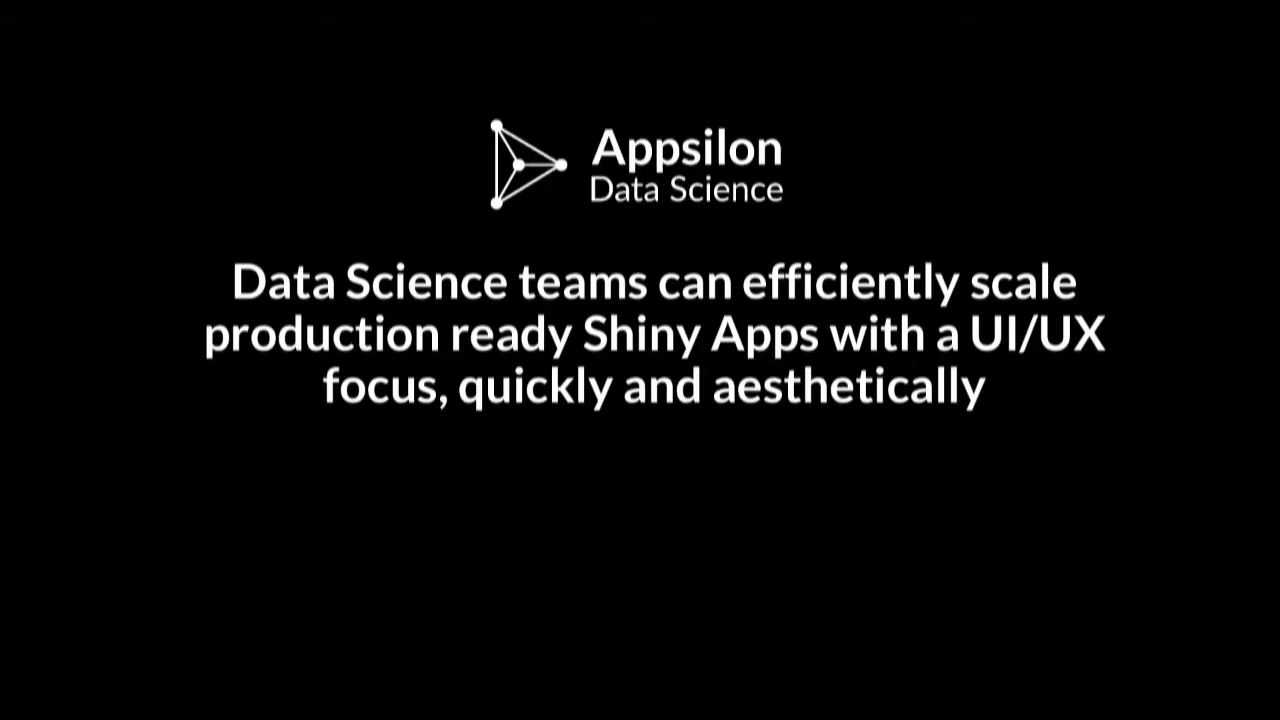 Appsilon
Data Science
Data Science teams can efficiently scale
production ready Shiny Apps with a UI/UX
focus, quickly and aesthetically